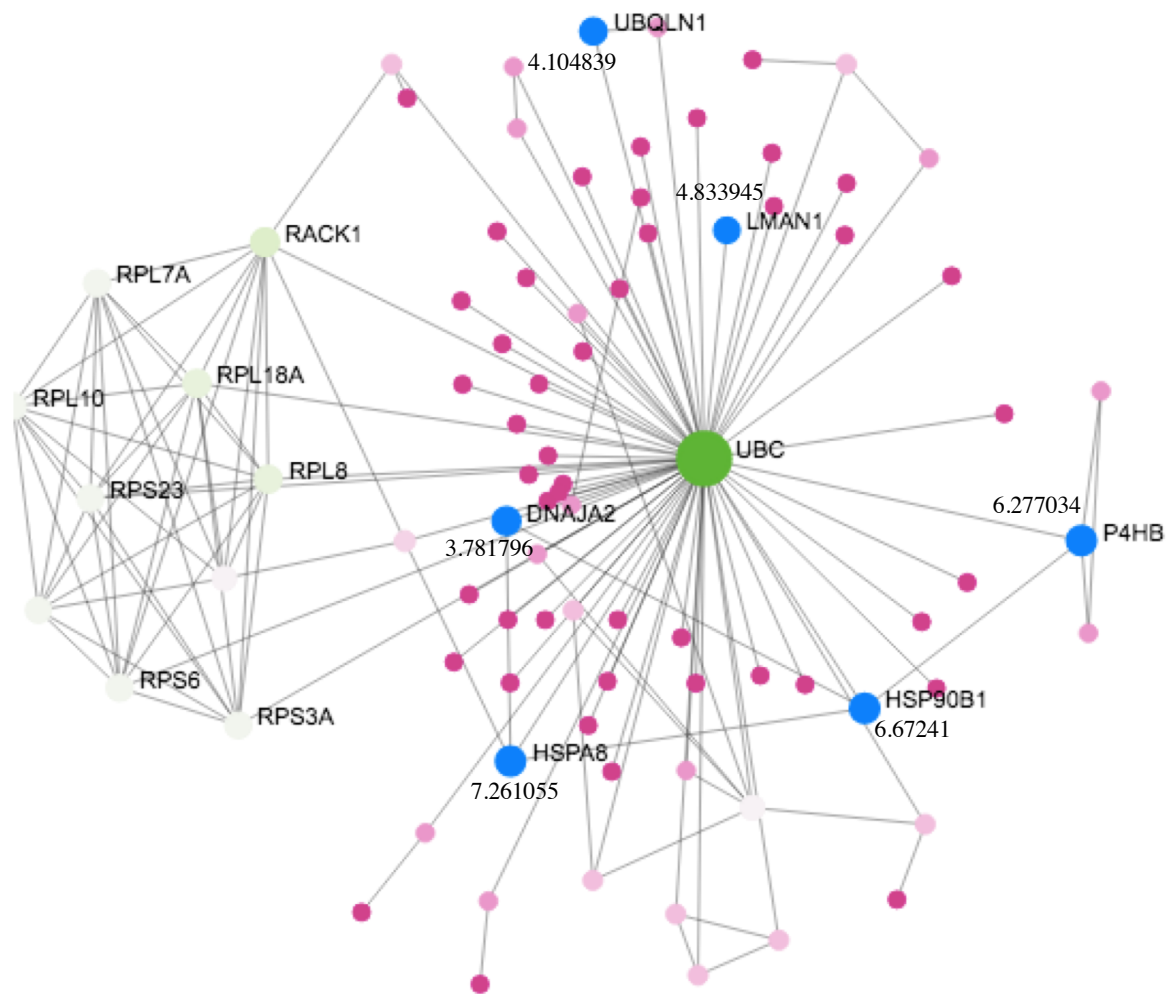 UBQLN1
4.104839
4.833945
LMAN1
RACK1
RPL7A
RPL18A
RPL10
UBC
RPL8
RPS23
6.277034
DNAJA2
P4HB
3.781796
RPS6
HSP90B1
RPS3A
6.67241
HSPA8
7.261055